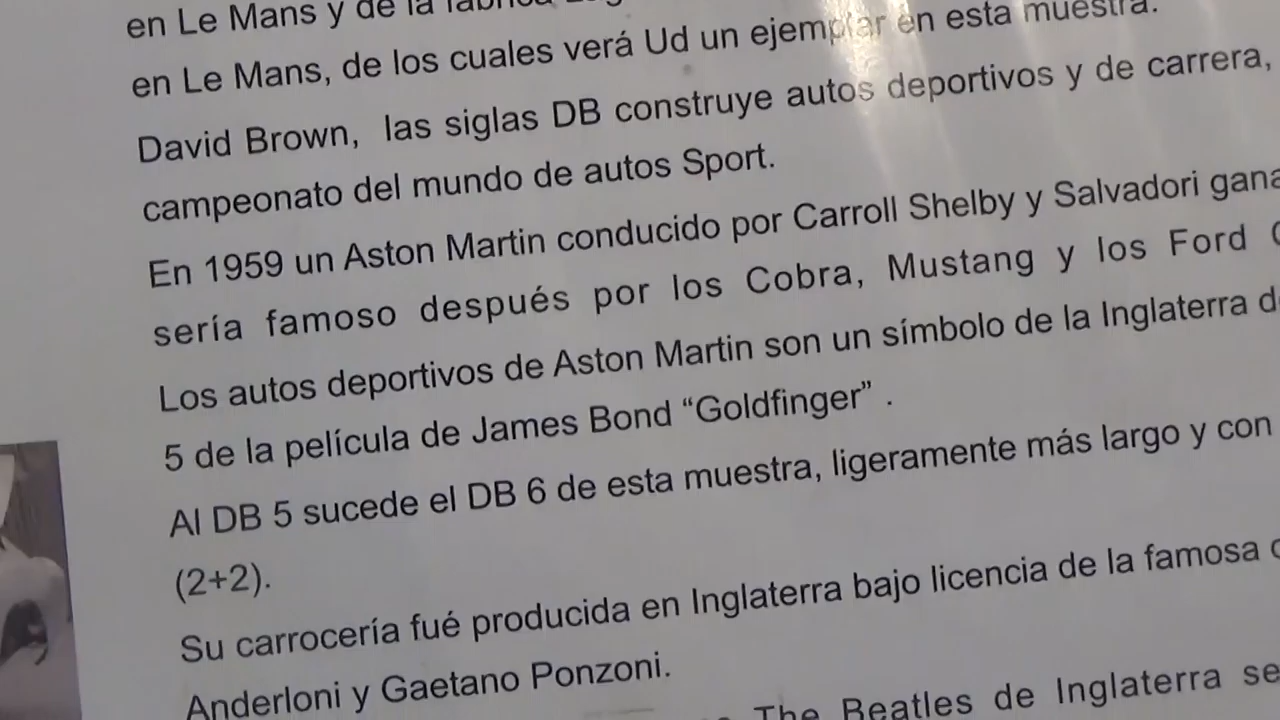 en Le Mans y de la
en Le Mans, de los cuales verá Ud un ejemplar en esta muestra.
David Brown, las siglas DB construye autos deportivos y de carrera,
campeonato del mundo de autos Sport.
En 1959 un Aston Martin conducido por Carroll Shelby y Salvadori gana
sería famoso después por los Cobra, Mustang y los Ford
Los autos deportivos de Aston Martin son un símbolo de la Inglaterra d
5 de la película de James Bond “Goldfinger” .
Al DB 5 sucede el DB 6 de esta muestra, ligeramente más largo y con
(2+2).
Su carrocería fué producida en Inglaterra bajo licencia de la famosa
Anderloni y Gaetano Ponzoni.
The Beatles de Inglaterra se